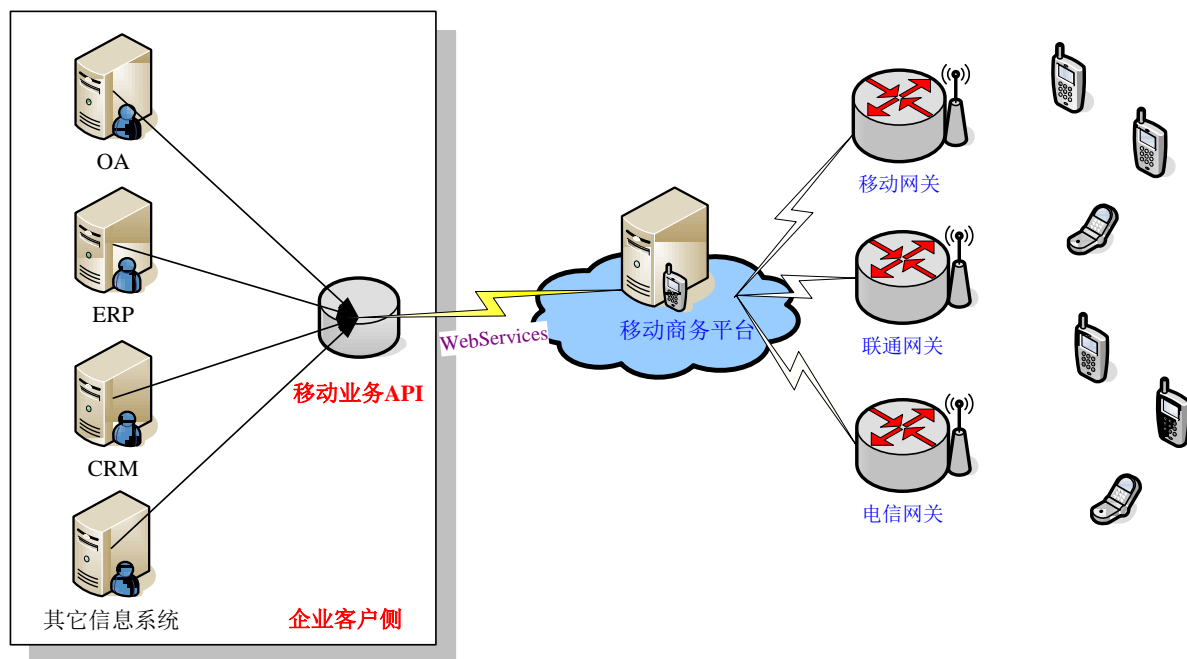 OA
ERP
CRM
其它信息系统
移动业务API
企业客户侧
WebServices
移动商务平台
移动网关
联通网关
电信网关